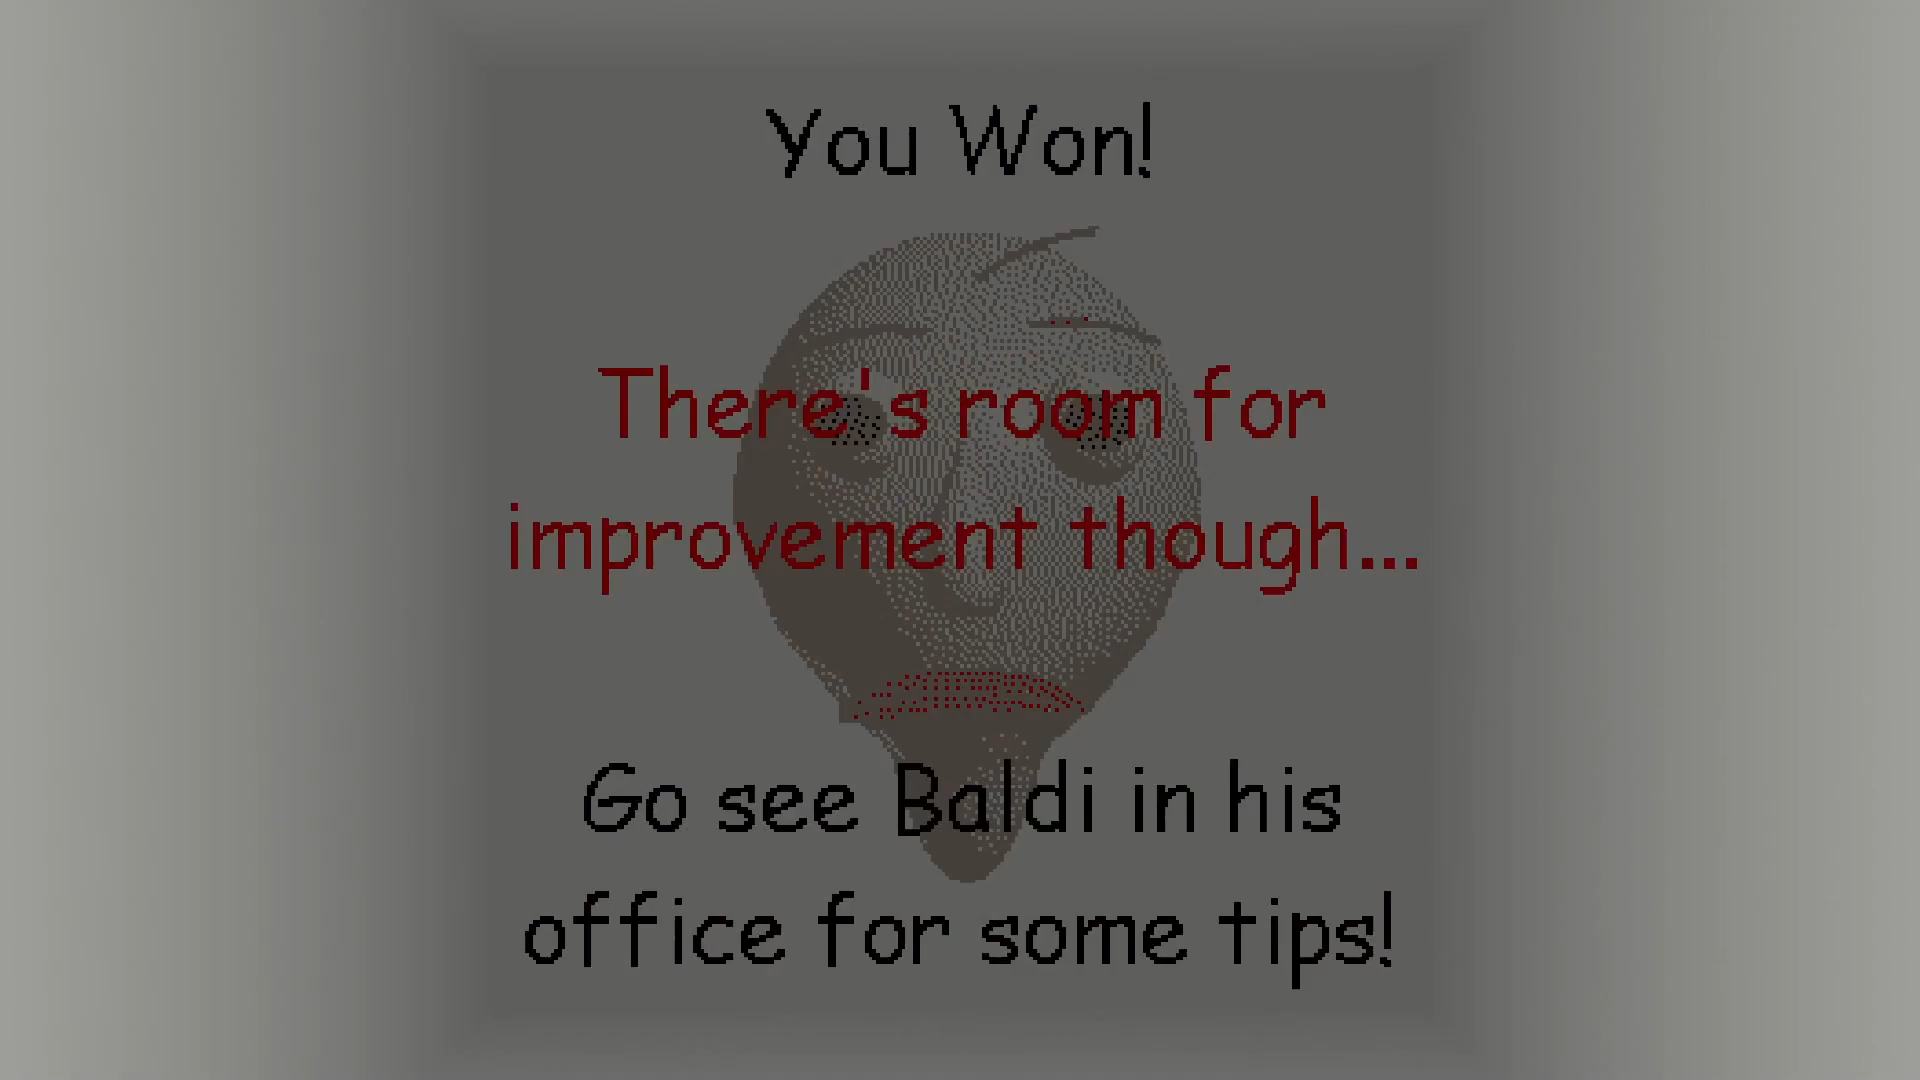 You Won!
There's room for
improvement though...
Go see Baldi in his
office for some tips!